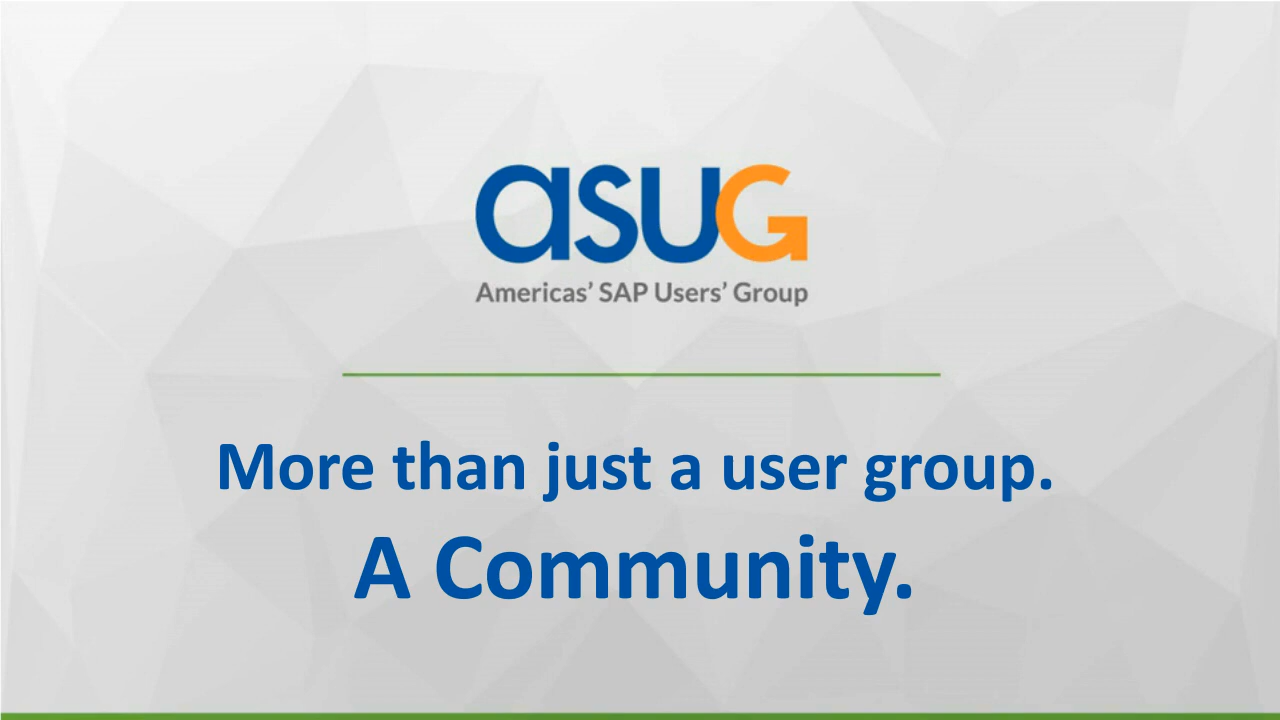 asUG
Americas’ SAP Users’ Group
More than just a user group.
A Community.